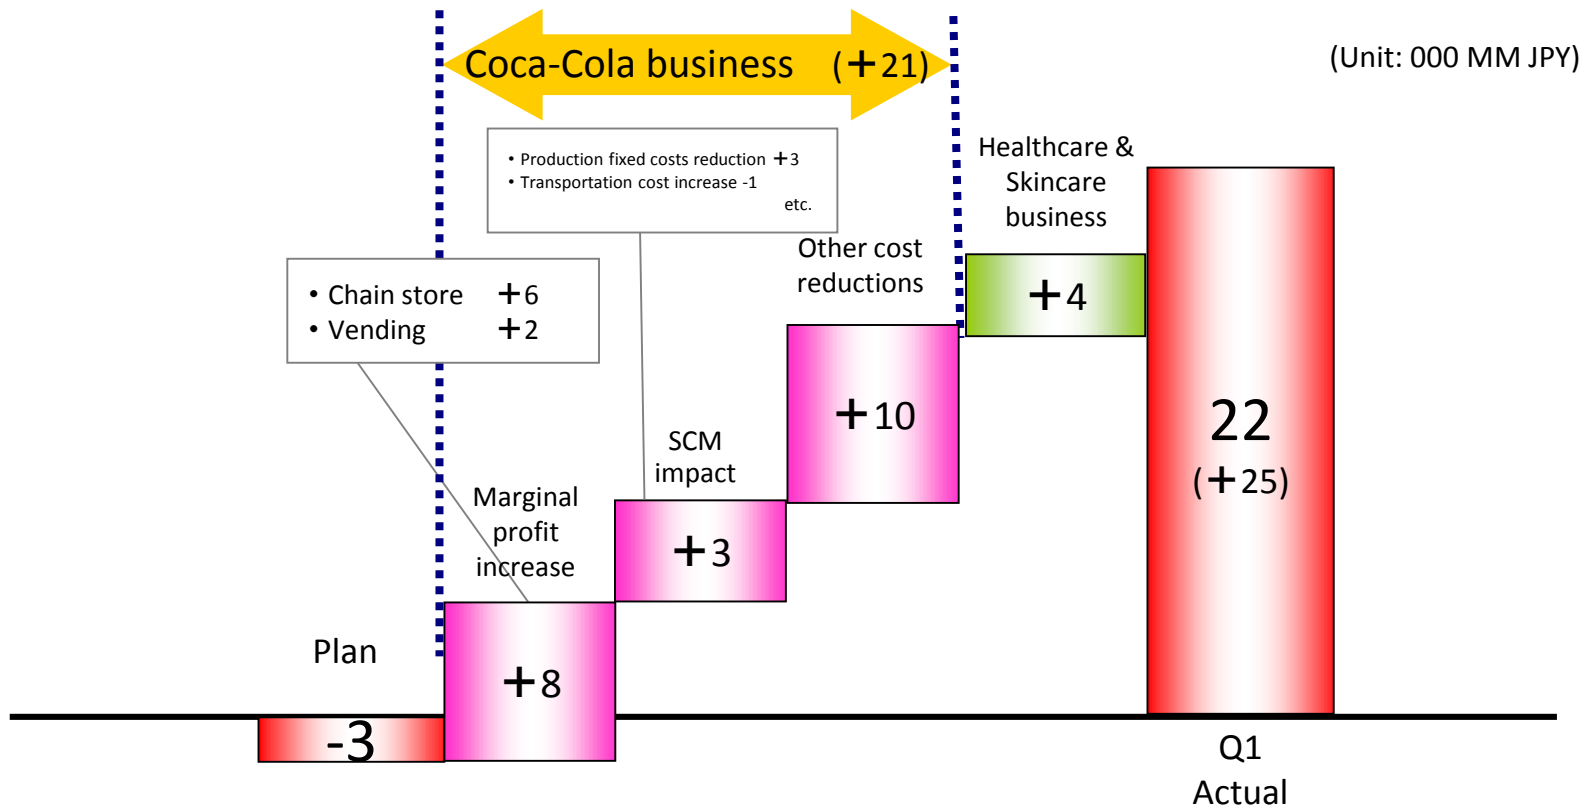 Coca-Cola business (+21)
(Unit: 000 MM JPY)
• Production fixed costs reduction +3
• Transportation cost increase -1
etc.
Healthcare &
Skincare
business
Other cost
reductions
• Chain store +6
• Vending +2
+4
+10
22
(+25)
SCM
impact
Marginal
profit
increase
+3
Plan
+8
-3
Q1
Actual